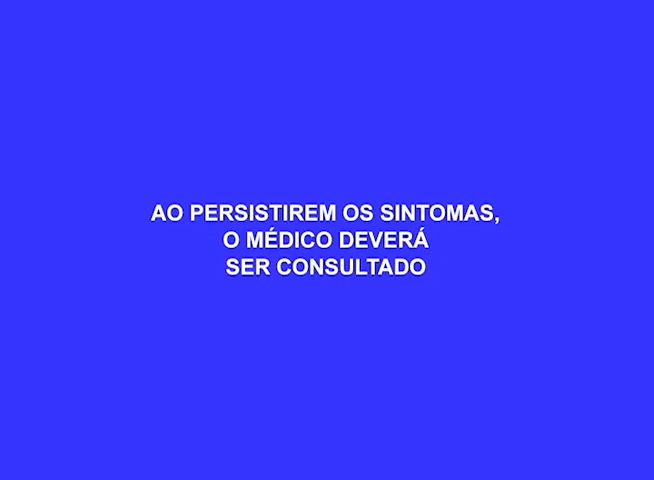 AO PERSISTIREM OS SINTOMAS,
O MÉDICO DEVERÁ
SER CONSULTADO